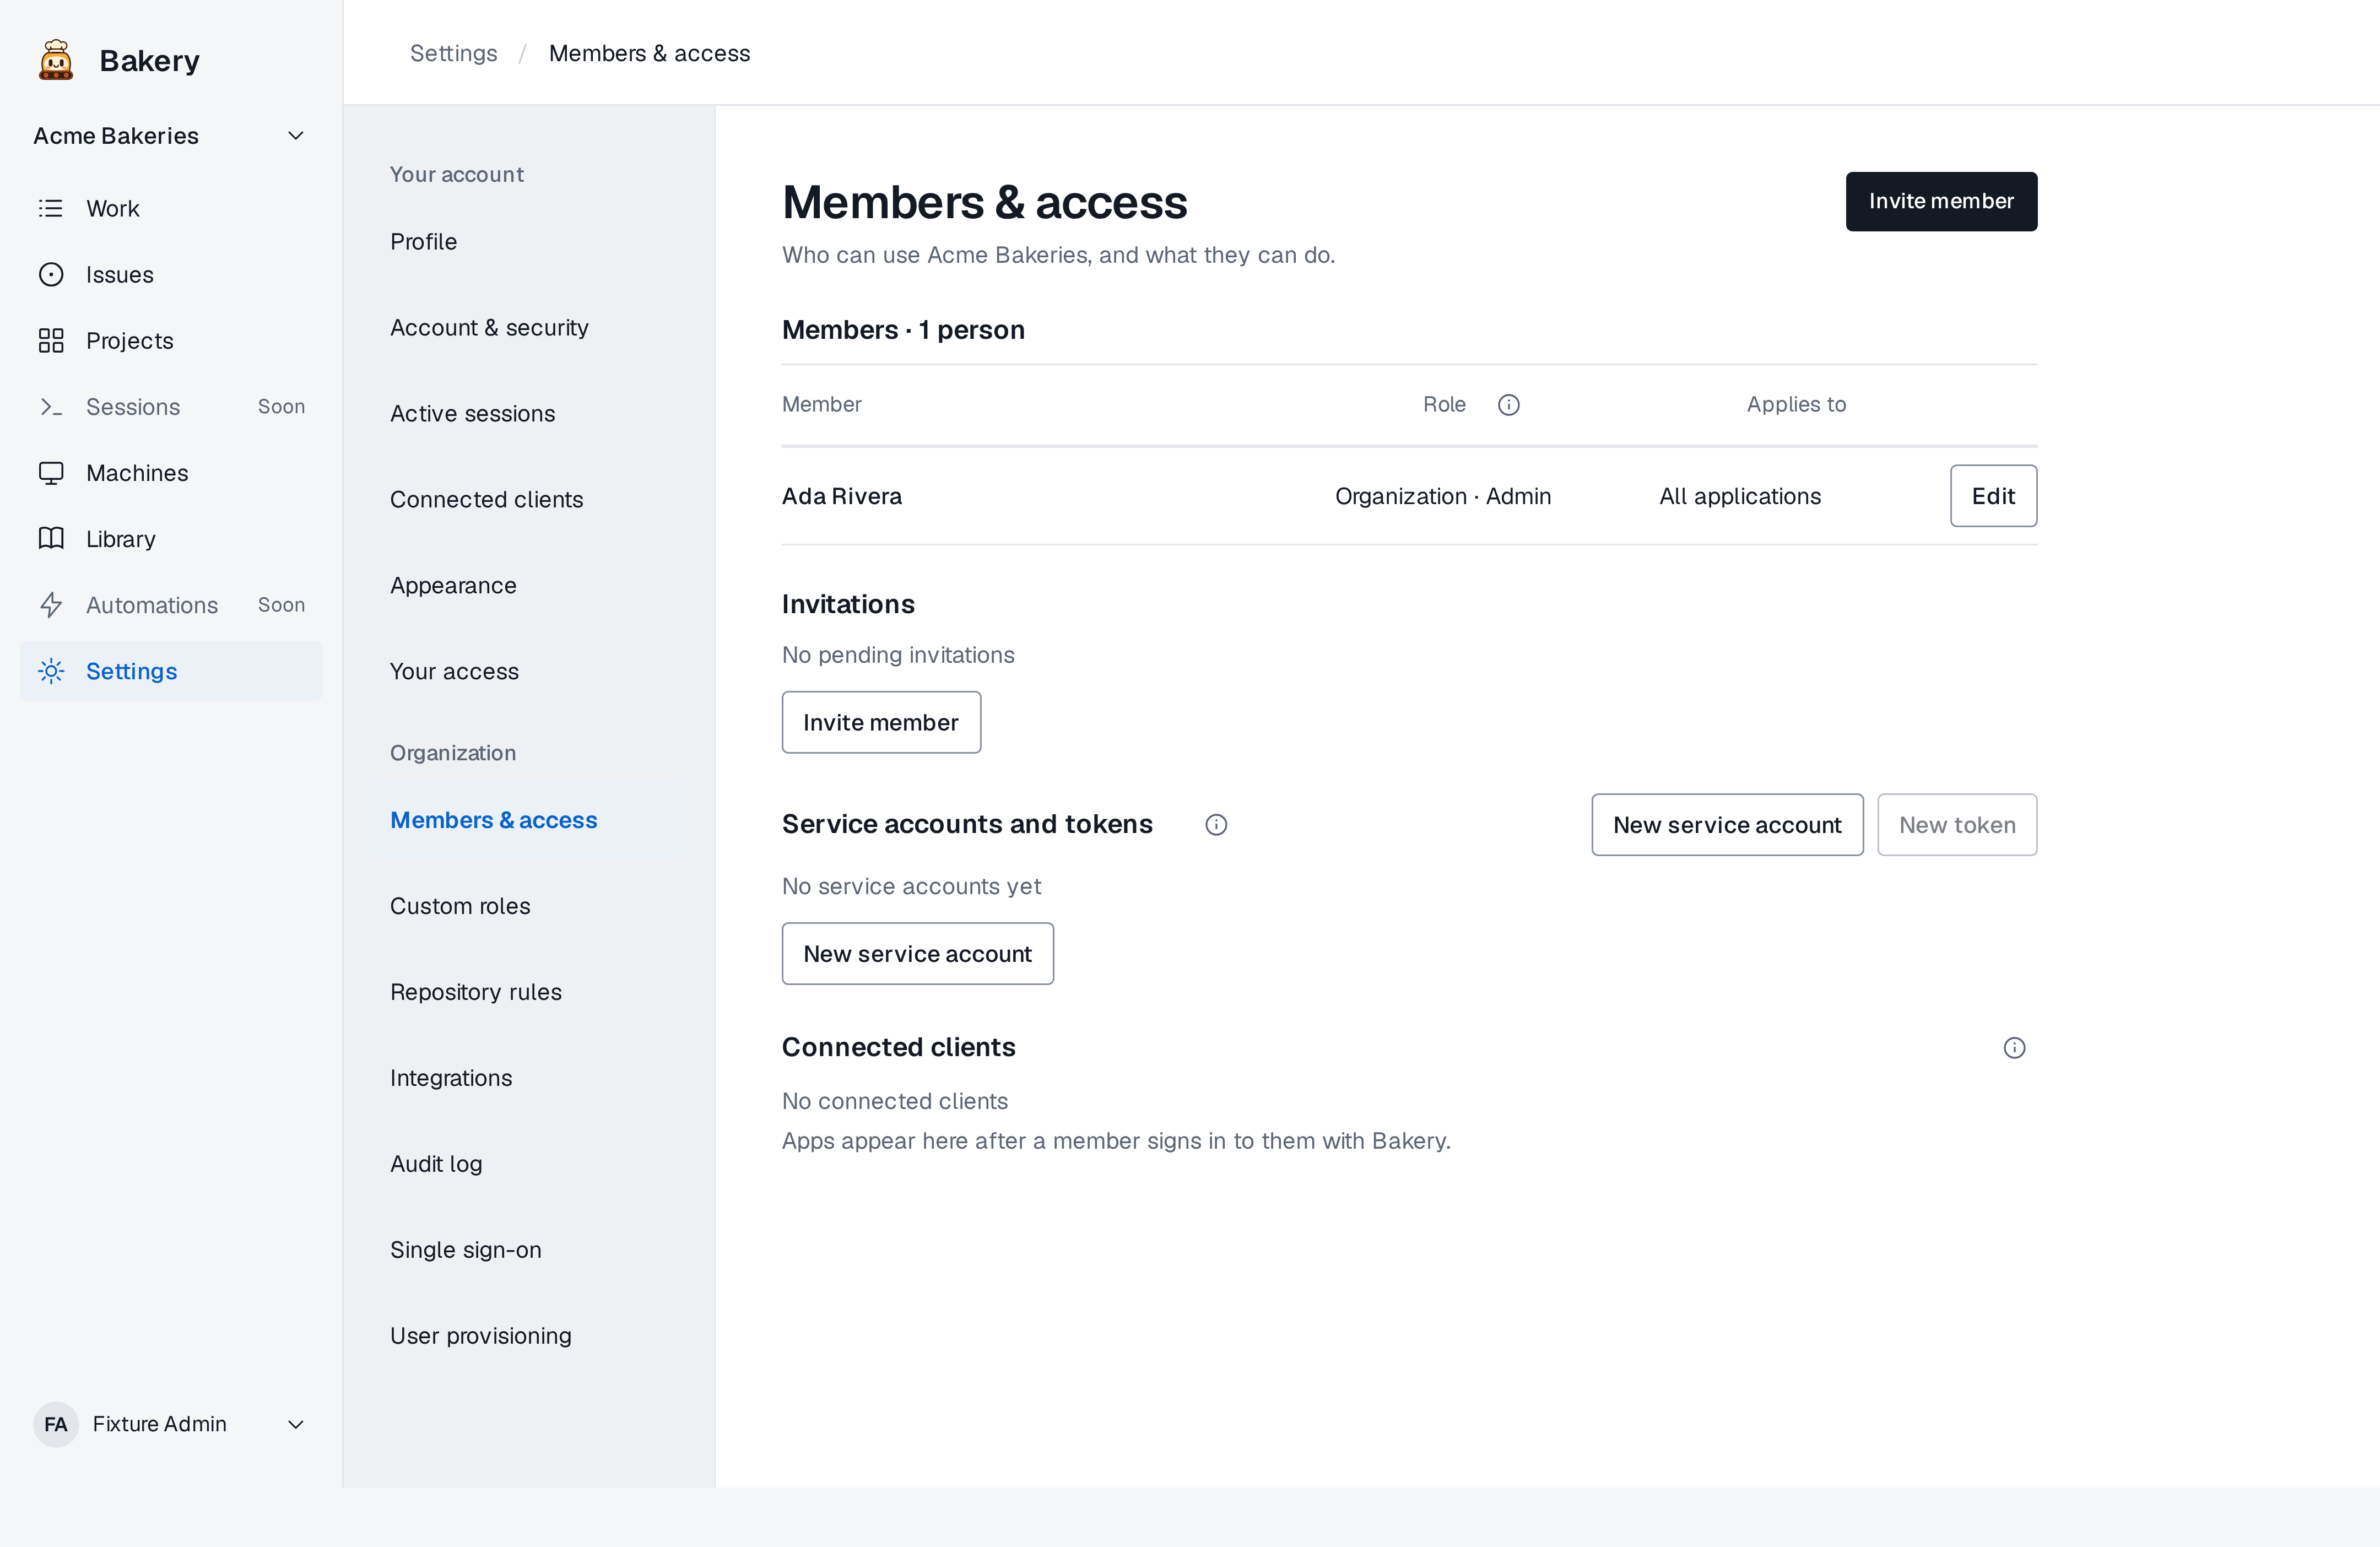 Bakery
Acme Bakeries
Work
Issues
Projects
Sessions Soon
Machines
Library
Automations Soon
Settings
FA Fixture Admin
Settings / Members & access
Your account
Profile
Account & security
Active sessions
Connected clients
Appearance
Your access
Organization
Members & access
Custom roles
Repository rules
Integrations
Audit log
Single sign-on
User provisioning
Members & access
Invite member
Who can use Acme Bakeries, and what they can do.
Members · 1 person
Member Role Applies to
Ada Rivera Organization · Admin All applications Edit
Invitations
No pending invitations
Invite member
Service accounts and tokens New service account New token
No service accounts yet
New service account
Connected clients
No connected clients
Apps appear here after a member signs in to them with Bakery.